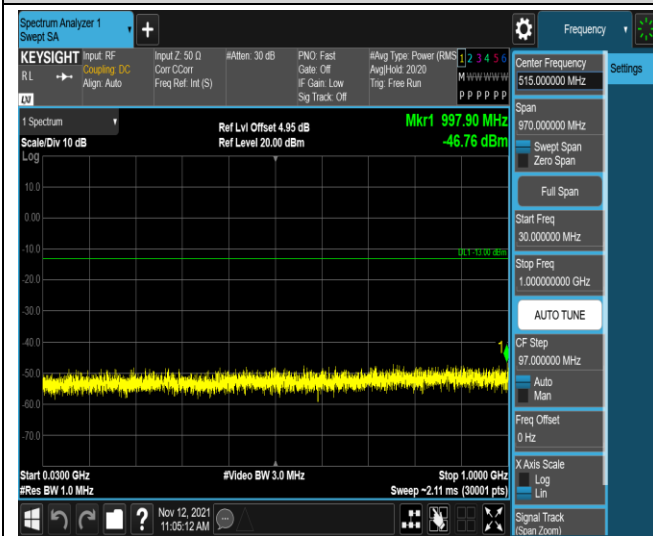 Spectrum Analyzer 1
Swept SA
+
Frequency
KEYSIGHT
RL
LXI
Input: RF
Coupling: DC
Align: Auto
Input Z: 50 Ω
Corr CCorr
Freq Ref: Int (S)
#Atten: 30 dB
PNO: Fast
Gate: Off
IF Gain: Low
Sig Track: Off
#Avg Type: Power (RMS
Avg|Hold: 20/20
Trig: Free Run
1 2 3 4 5 6
M W W W W W
P P P P P P
1 Spectrum
Scale/Div 10 dB
Log
Ref Lvl Offset 4.95 dB
Ref Level 20.00 dBm
Mkr1 997.90 MHz
-46.76 dBm
10.0
0.00
-10.0
DL1 -13.00 dBm
-20.0
-30.0
-40.0
1
-50.0
-60.0
-70.0
Start 0.0300 GHz
#Res BW 1.0 MHz
#Video BW 3.0 MHz
Stop 1.0000 GHz
Sweep ~2.11 ms (30001 pts)
?
Nov 12, 2021
11:05:12 AM
Center Frequency
515.000000 MHz
Settings
Span
970.000000 MHz
Swept Span
Zero Span
Full Span
Start Freq
30.000000 MHz
Stop Freq
1.000000000 GHz
AUTO TUNE
CF Step
97.000000 MHz
Auto
Man
Freq Offset
0 Hz
X Axis Scale
Log
Lin
Signal Track
(Span Zoom)